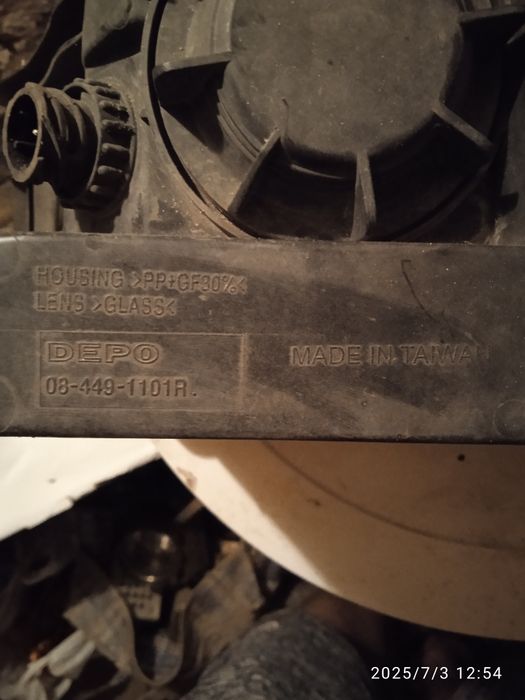 HOUSING >PP+GF30%<
LENS >GLASS<
DEPO
08-449-1101R.
MADE IN TAIWAN
2025/7/3 12:54